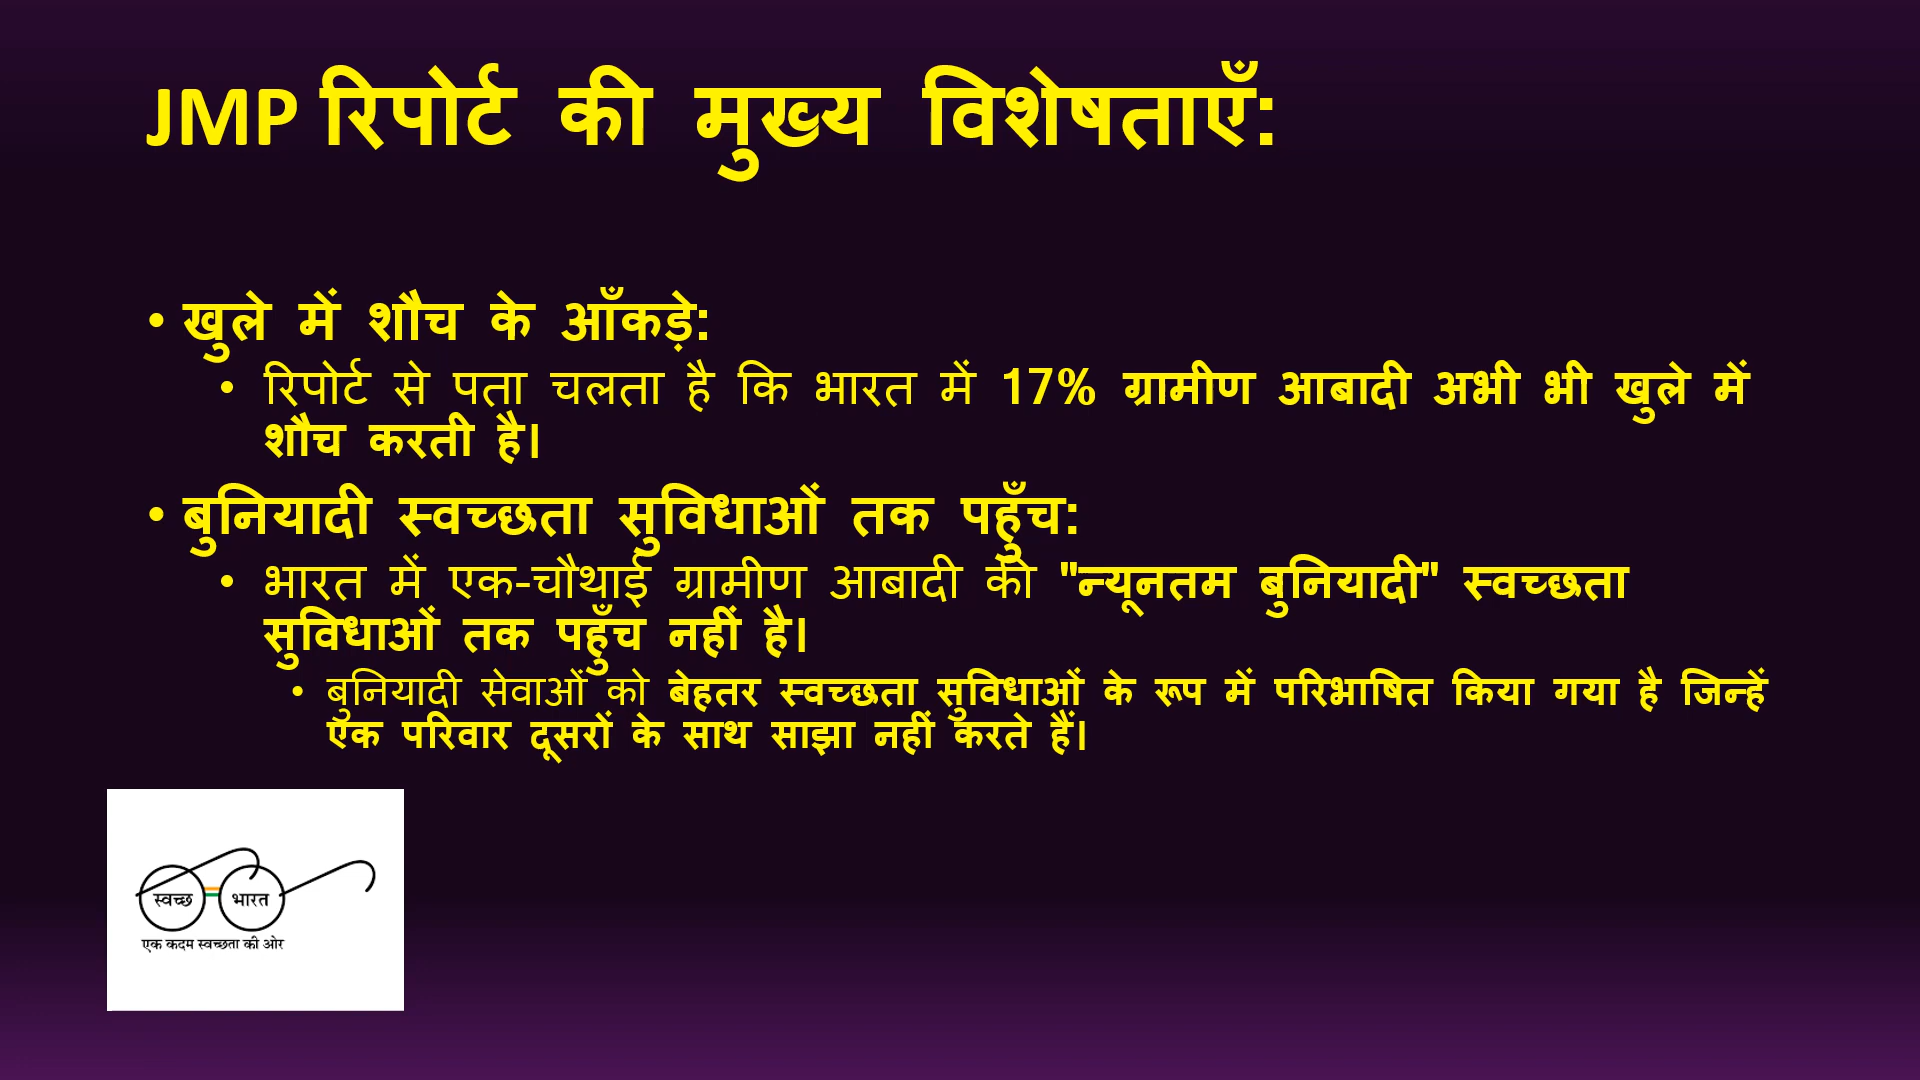 JMP रिपोर्ट की मुख्य विशेषताएँ:
• खुले में शौच के आँकड़े:
• रिपोर्ट से पता चलता है कि भारत में 17% ग्रामीण आबादी अभी भी खुले में
शौच करती है।
• बुनियादी स्वच्छता सुविधाओं तक पहुँच:
• भारत में एक-चौथाई ग्रामीण आबादी की "न्यूनतम बुनियादी" स्वच्छता
सुविधाओं तक पहुँच नहीं है।
• बुनियादी सेवाओं को बेहतर स्वच्छता सुविधाओं के रूप में परिभाषित किया गया है जिन्हें
एक परिवार दूसरों के साथ साझा नहीं करते हैं।
स्वच्छ भारत
एक कदम स्वच्छता की ओर